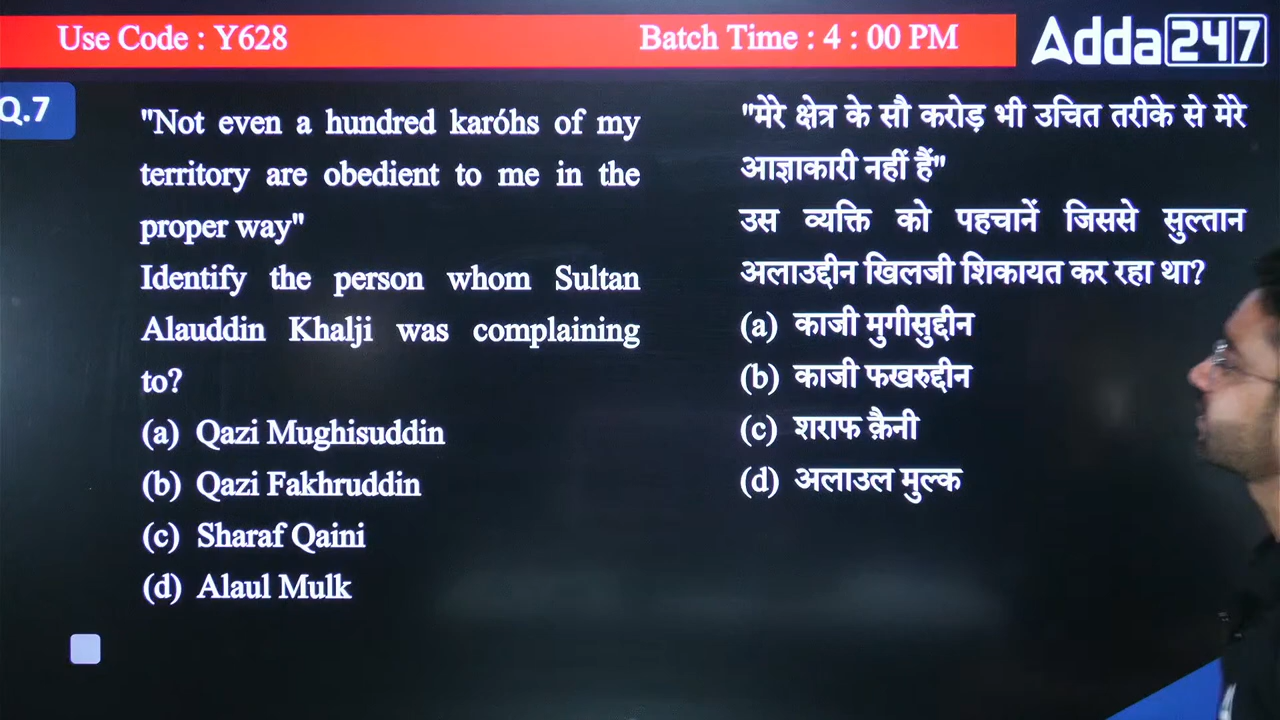 Use Code : Y628
Batch Time : 4 : 00 PM
Adda247
Q.7
"Not even a hundred karóhs of my
territory are obedient to me in the
proper way"
Identify the person whom Sultan
Alauddin Khalji was complaining
to?
(a) Qazi Mughisuddin
(b) Qazi Fakhruddin
(c) Sharaf Qaini
(d) Alaul Mulk
"मेरे क्षेत्र के सौ करोड़ भी उचित तरीके से मेरे
आज्ञाकारी नहीं हैं"
उस व्यक्ति को पहचानें जिससे सुल्तान
अलाउद्दीन खिलजी शिकायत कर रहा था?
(a) काजी मुगीसुद्दीन
(b) काजी फखरुद्दीन
(c) शराफ क़ैनी
(d) अलाउल मुल्क